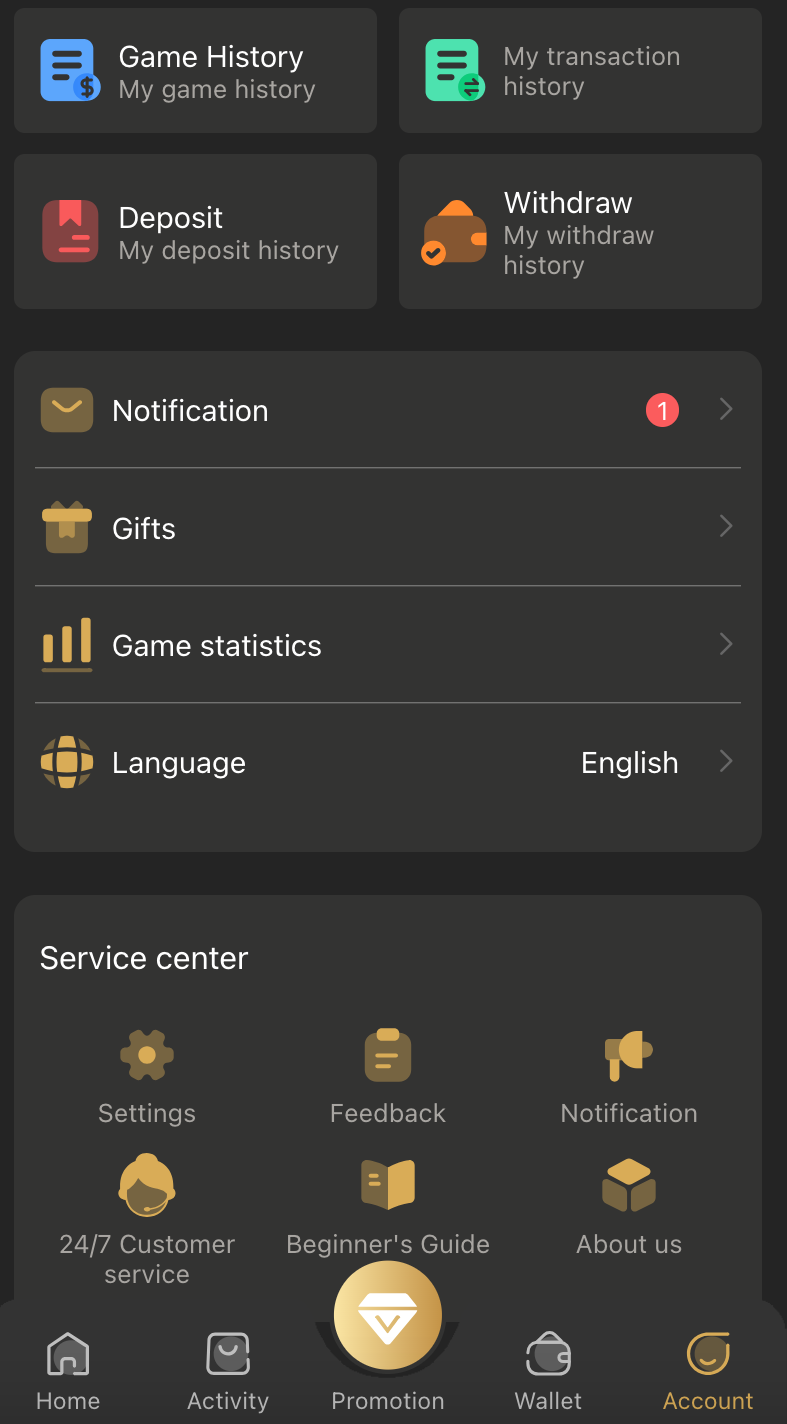 Game History
My game history
My transaction
history
Deposit
My deposit history
Withdraw
My withdraw
history
Notification
1
Gifts
Game statistics
Language
English
Service center
Settings
Feedback
Notification
24/7 Customer
service
Beginner's Guide
About us
Home
Activity
Promotion
Wallet
Account